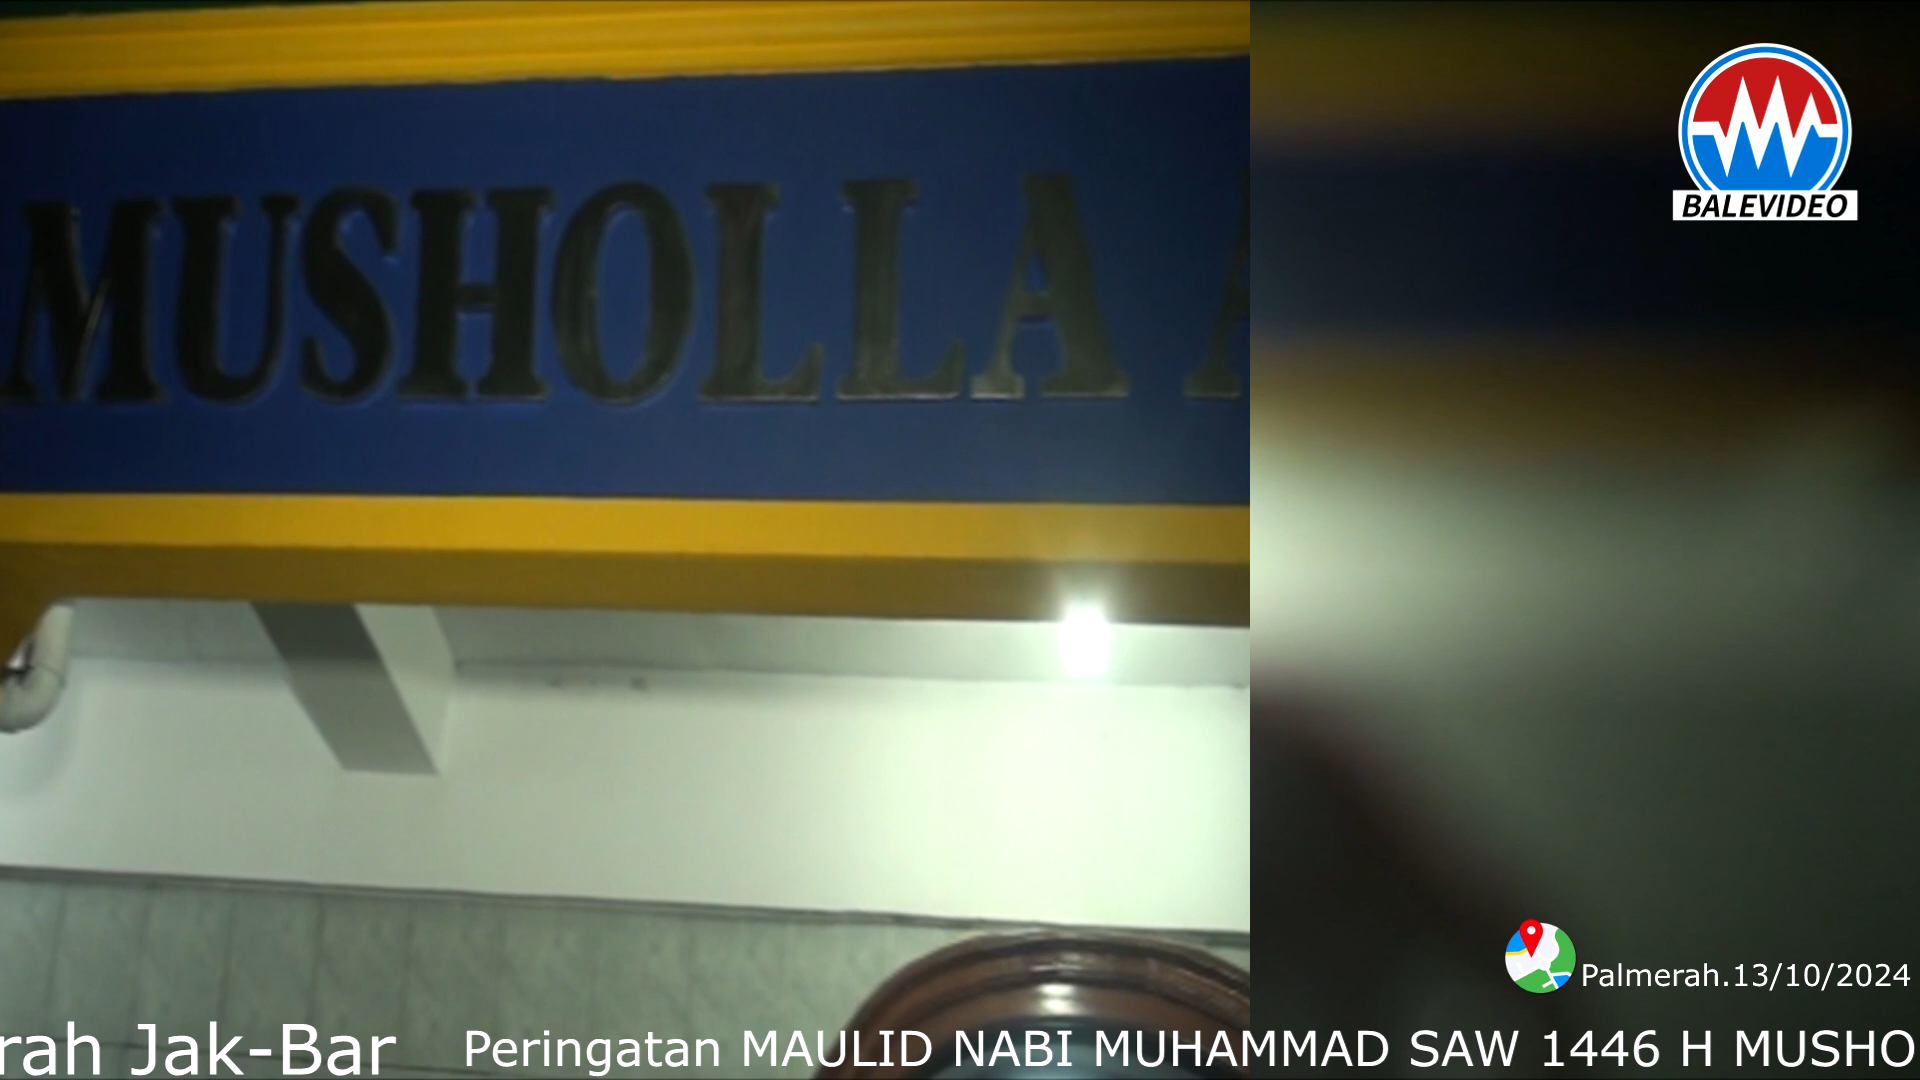 MUSHOLLA A
BALEVIDEO
Palmerah.13/10/2024
rah Jak-Bar Peringatan MAULID NABI MUHAMMAD SAW 1446 H MUSHO